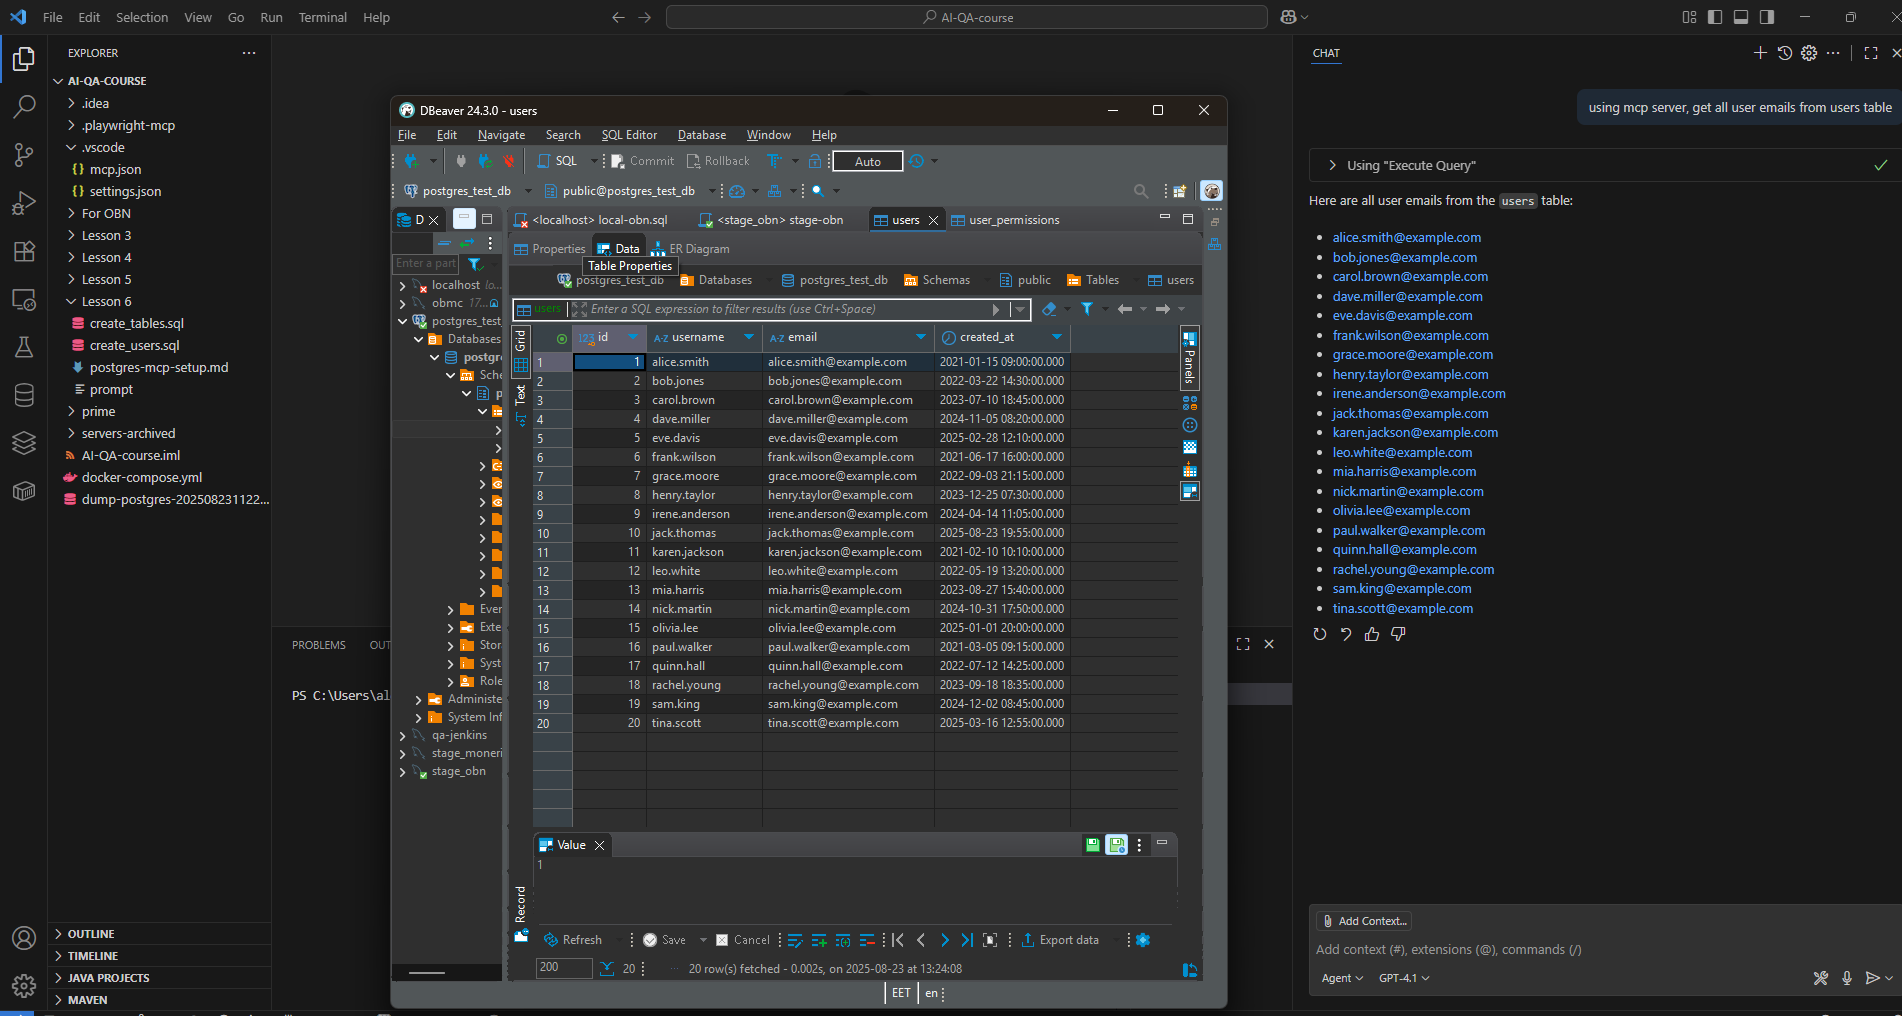 File Edit Selection View Go Run Terminal Help
AI-QA-course
EXPLORER
AI-QA-COURSE
.idea
.playwright-mcp
.vscode
mcp.json
settings.json
For OBN
Lesson 3
Lesson 4
Lesson 5
Lesson 6
create_tables.sql
create_users.sql
postgres-mcp-setup.md
prompt
prime
servers-archived
AI-QA-course.iml
docker-compose.yml
dump-postgres-202508231122...
OUTLINE
TIMELINE
JAVA PROJECTS
MAVEN
PROBLEMS OUT
PS C:\Users\al
DBeaver 24.3.0 - users
File Edit Navigate Search SQL Editor Database Window Help
SQL Commit Rollback Auto
postgres_test_db public@postgres_test_db
D
<localhost> local-obn.sql <stage_obn> stage-obn users user_permissions
Properties Data ER Diagram
Table Properties
Enter a part
postgres_test_db Databases postgres_test_db Schemas public Tables users
localhost lo...
obmc 17...
postgres_test
Databases
postgre
Sche
p
Ever
Exte
Stor
Syst
Role
Administe
System Inf
qa-jenkins
stage_moneri
stage_obn
users Enter a SQL expression to filter results (use Ctrl+Space)
Grid
Text
Record
Panels
123 id A-Z username A-Z email created_at
1 1 alice.smith alice.smith@example.com 2021-01-15 09:00:00.000
2 2 bob.jones bob.jones@example.com 2022-03-22 14:30:00.000
3 3 carol.brown carol.brown@example.com 2023-07-10 18:45:00.000
4 4 dave.miller dave.miller@example.com 2024-11-05 08:20:00.000
5 5 eve.davis eve.davis@example.com 2025-02-28 12:10:00.000
6 6 frank.wilson frank.wilson@example.com 2021-06-17 16:00:00.000
7 7 grace.moore grace.moore@example.com 2022-09-03 21:15:00.000
8 8 henry.taylor henry.taylor@example.com 2023-12-25 07:30:00.000
9 9 irene.anderson irene.anderson@example.com 2024-04-14 11:05:00.000
10 10 jack.thomas jack.thomas@example.com 2025-08-23 19:55:00.000
11 11 karen.jackson karen.jackson@example.com 2021-02-10 10:10:00.000
12 12 leo.white leo.white@example.com 2022-05-19 13:20:00.000
13 13 mia.harris mia.harris@example.com 2023-08-27 15:40:00.000
14 14 nick.martin nick.martin@example.com 2024-10-31 17:50:00.000
15 15 olivia.lee olivia.lee@example.com 2025-01-01 20:00:00.000
16 16 paul.walker paul.walker@example.com 2021-03-05 09:15:00.000
17 17 quinn.hall quinn.hall@example.com 2022-07-12 14:25:00.000
18 18 rachel.young rachel.young@example.com 2023-09-18 18:35:00.000
19 19 sam.king sam.king@example.com 2024-12-02 08:45:00.000
20 20 tina.scott tina.scott@example.com 2025-03-16 12:55:00.000
Value
1
Refresh Save Cancel Export data
200 20 20 row(s) fetched - 0.002s, on 2025-08-23 at 13:24:08
EET en
CHAT
using mcp server, get all user emails from users table
Using "Execute Query"
Here are all user emails from the users table:
alice.smith@example.com
bob.jones@example.com
carol.brown@example.com
dave.miller@example.com
eve.davis@example.com
frank.wilson@example.com
grace.moore@example.com
henry.taylor@example.com
irene.anderson@example.com
jack.thomas@example.com
karen.jackson@example.com
leo.white@example.com
mia.harris@example.com
nick.martin@example.com
olivia.lee@example.com
paul.walker@example.com
quinn.hall@example.com
rachel.young@example.com
sam.king@example.com
tina.scott@example.com
Add Context...
Add context (#), extensions (@), commands (/)
Agent GPT-4.1